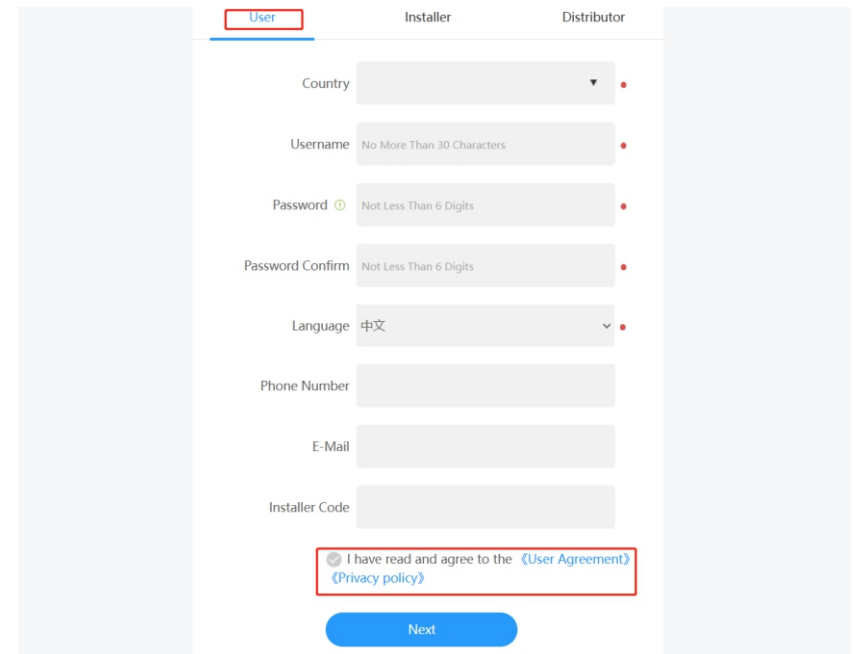 User Installer Distributor
Country
Username No More Than 30 Characters
Password Not Less Than 6 Digits
Password Confirm Not Less Than 6 Digits
Language 中文
Phone Number
E-Mail
Installer Code
I have read and agree to the 《User Agreement》
《Privacy policy》
Next